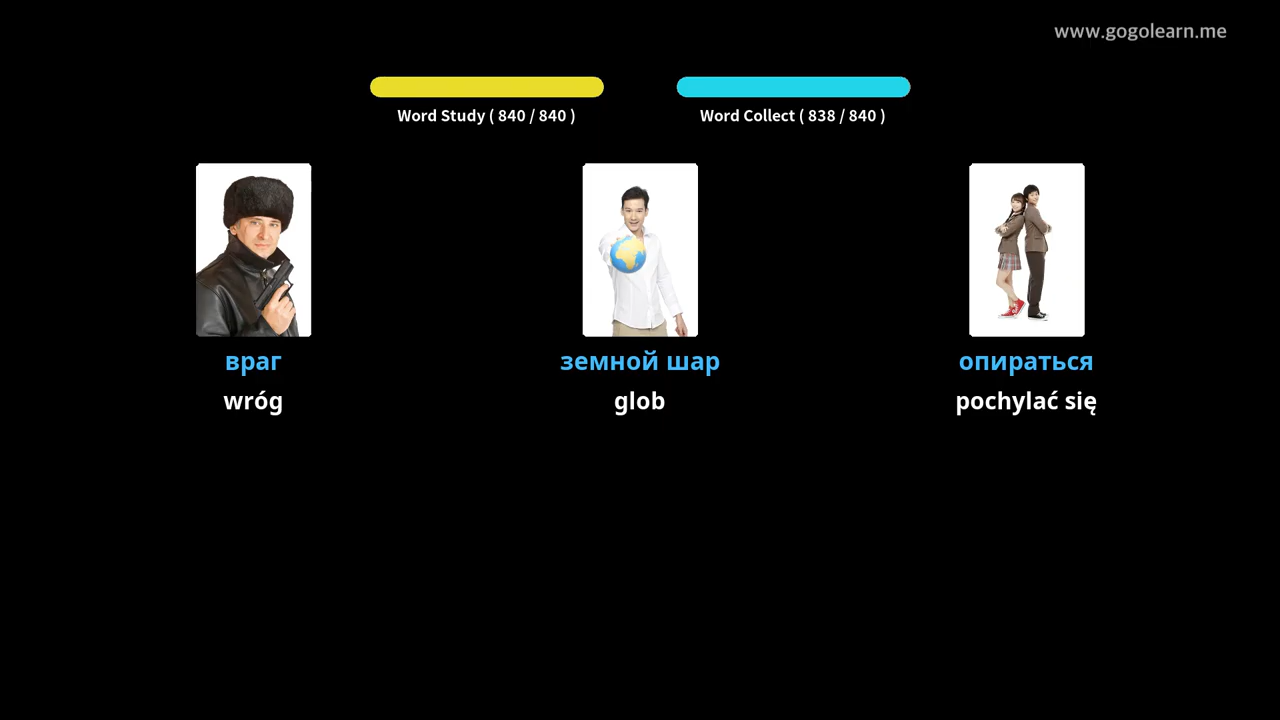 www.gogolearn.me
Word Study ( 840 / 840 )
Word Collect ( 838 / 840 )
враг
земной шар
опираться
wróg
glob
pochylać się